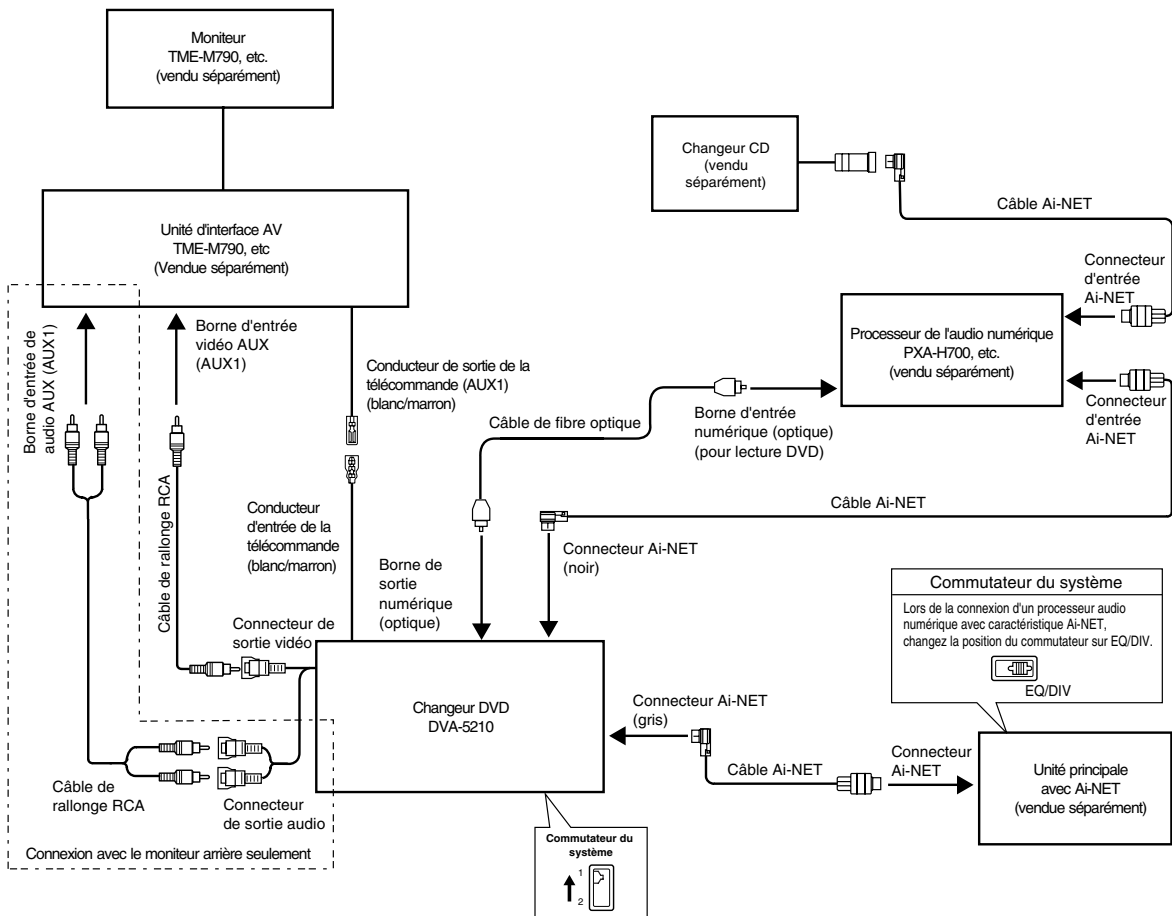 Moniteur
TME-M790, etc.
(vendu séparément)
Changeur CD
(vendu
séparément)
Câble Ai-NET
Unité d'interface AV
TME-M790, etc
(Vendue séparément)
Connecteur
d'entrée
Ai-NET
Processeur de l'audio numérique
PXA-H700, etc.
(vendu séparément)
Connecteur
d'entrée
Ai-NET
Borne d'entrée de
audio AUX (AUX1)
Borne d'entrée
vidéo AUX
(AUX1)
Conducteur de sortie de la
télécommande (AUX1)
(blanc/marron)
Câble de fibre optique
Borne d'entrée
numérique (optique)
(pour lecture DVD)
Câble Ai-NET
Câble de rallonge RCA
Conducteur
d'entrée de la
télécommande
(blanc/marron)
Borne de
sortie
numérique
(optique)
Connecteur Ai-NET
(noir)
Commutateur du système
Lors de la connexion d'un processeur audio
numérique avec caractéristique Ai-NET,
changez la position du commutateur sur EQ/DIV.
EQ/DIV
Connecteur de
sortie vidéo
Changeur DVD
DVA-5210
Connecteur Ai-NET
(gris)
Câble Ai-NET
Connecteur
Ai-NET
Unité principale
avec Ai-NET
(vendue séparément)
Câble de
rallonge RCA
Connecteur
de sortie audio
Connexion avec le moniteur arrière seulement
Commutateur du
système
1
2